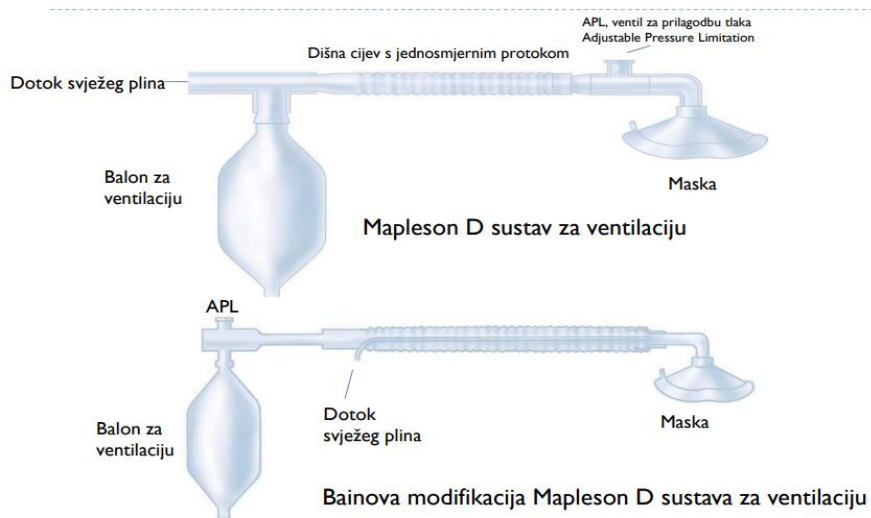 APL, ventil za prilagodbu tlaka
Adjustable Pressure Limitation
Dišna cijev s jednosmjernim protokom
Dotok svježeg plina
Balon za
ventilaciju
Maska
Mapleson D sustav za ventilaciju
APL
Dotok
svježeg plina
Maska
Balon za
ventilaciju
Bainova modifikacija Mapleson D sustava za ventilaciju